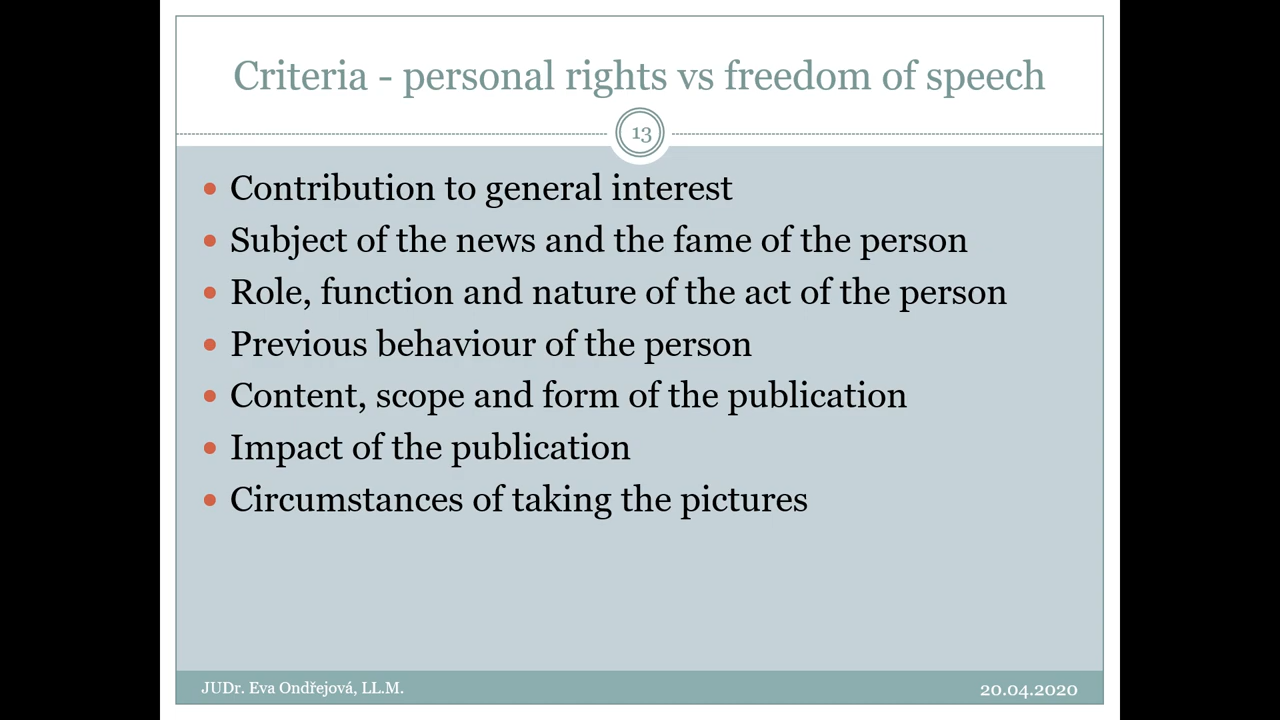 Criteria - personal rights vs freedom of speech
13
• Contribution to general interest
• Subject of the news and the fame of the person
• Role, function and nature of the act of the person
• Previous behaviour of the person
• Content, scope and form of the publication
• Impact of the publication
• Circumstances of taking the pictures
JUDr. Eva Ondřejová, LL.M.
20.04.2020